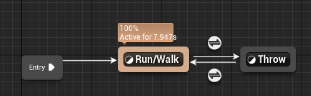 100%
Active for 7.947s
Run/Walk
Throw
Entry